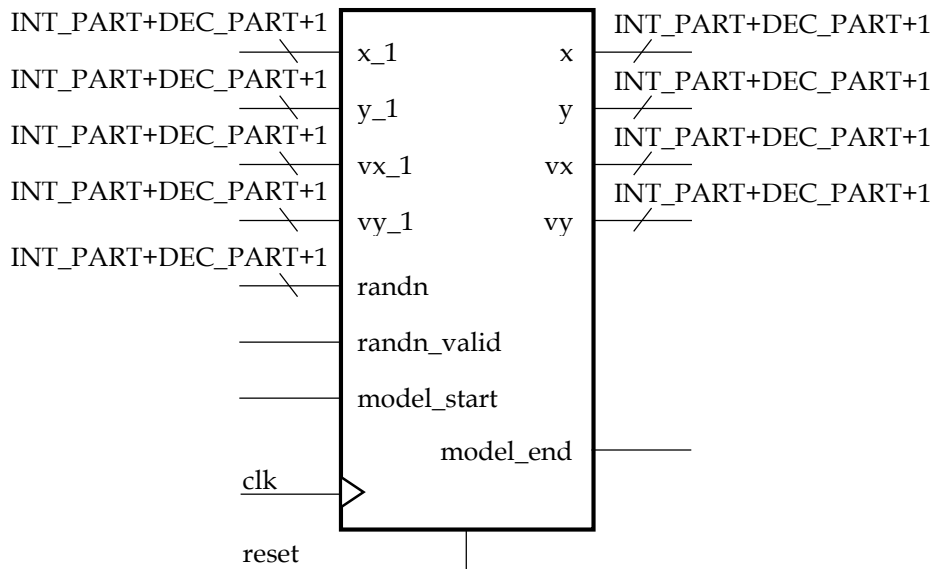 INT_PART+DEC_PART+1 INT_PART+DEC_PART+1
x_1 x
INT_PART+DEC_PART+1 INT_PART+DEC_PART+1
y_1 y
INT_PART+DEC_PART+1 INT_PART+DEC_PART+1
vx_1 vx
INT_PART+DEC_PART+1 INT_PART+DEC_PART+1
vy_1 vy
INT_PART+DEC_PART+1
randn
randn_valid
model_start
model_end
clk
reset